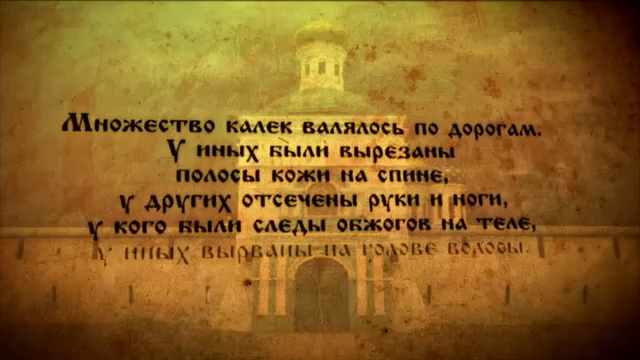 Множество калек валялось по дорогам.
У иных были вырезаны
полосы кожи на спине,
у других отсечены руки и ноги,
у кого были следы обжогов на теле,
у иных вырваны на голове волосы.